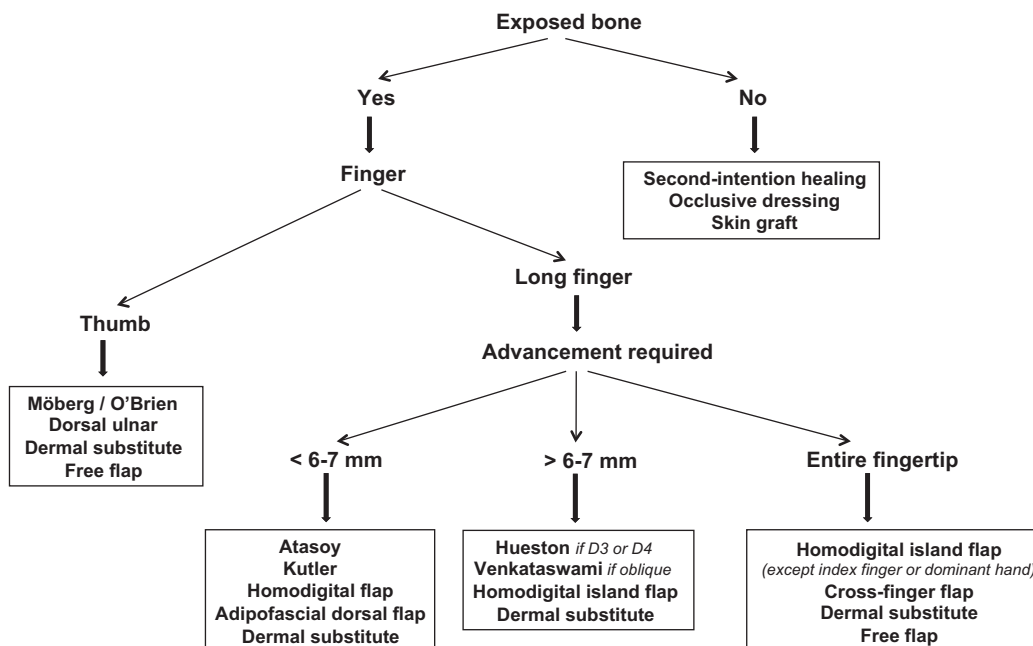 Exposed bone
Yes
No
Finger
Second-intention healing
Occlusive dressing
Skin graft
Long finger
Thumb
Advancement required
Möberg / O’Brien
Dorsal ulnar
Dermal substitute
Free flap
< 6-7 mm
> 6-7 mm
Entire fingertip
Atasoy
Kutler
Homodigital flap
Adipofascial dorsal flap
Dermal substitute
Hueston if D3 or D4
Venkataswami if oblique
Homodigital island flap
Dermal substitute
Homodigital island flap
(except index finger or dominant hand)
Cross-finger flap
Dermal substitute
Free flap